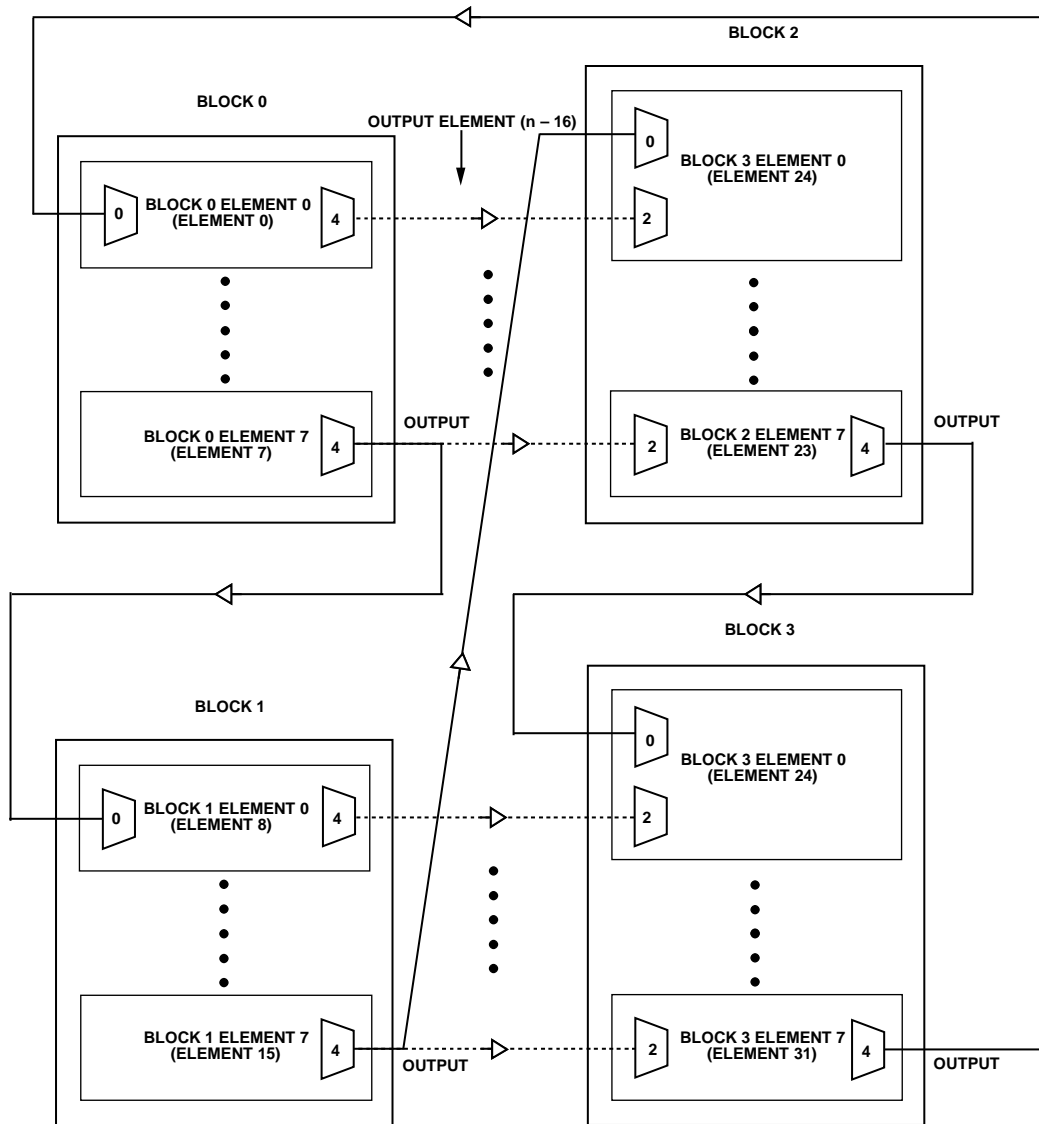 BLOCK 2
BLOCK 0
OUTPUT ELEMENT (n – 16)
0
BLOCK 0 ELEMENT 0
(ELEMENT 0)
4
0
BLOCK 3 ELEMENT 0
(ELEMENT 24)
2
BLOCK 0 ELEMENT 7
(ELEMENT 7)
4
OUTPUT
2
BLOCK 2 ELEMENT 7
(ELEMENT 23)
4
OUTPUT
BLOCK 3
BLOCK 1
0
BLOCK 1 ELEMENT 0
(ELEMENT 8)
4
0
BLOCK 3 ELEMENT 0
(ELEMENT 24)
2
BLOCK 1 ELEMENT 7
(ELEMENT 15)
4
OUTPUT
2
BLOCK 3 ELEMENT 7
(ELEMENT 31)
4
OUTPUT